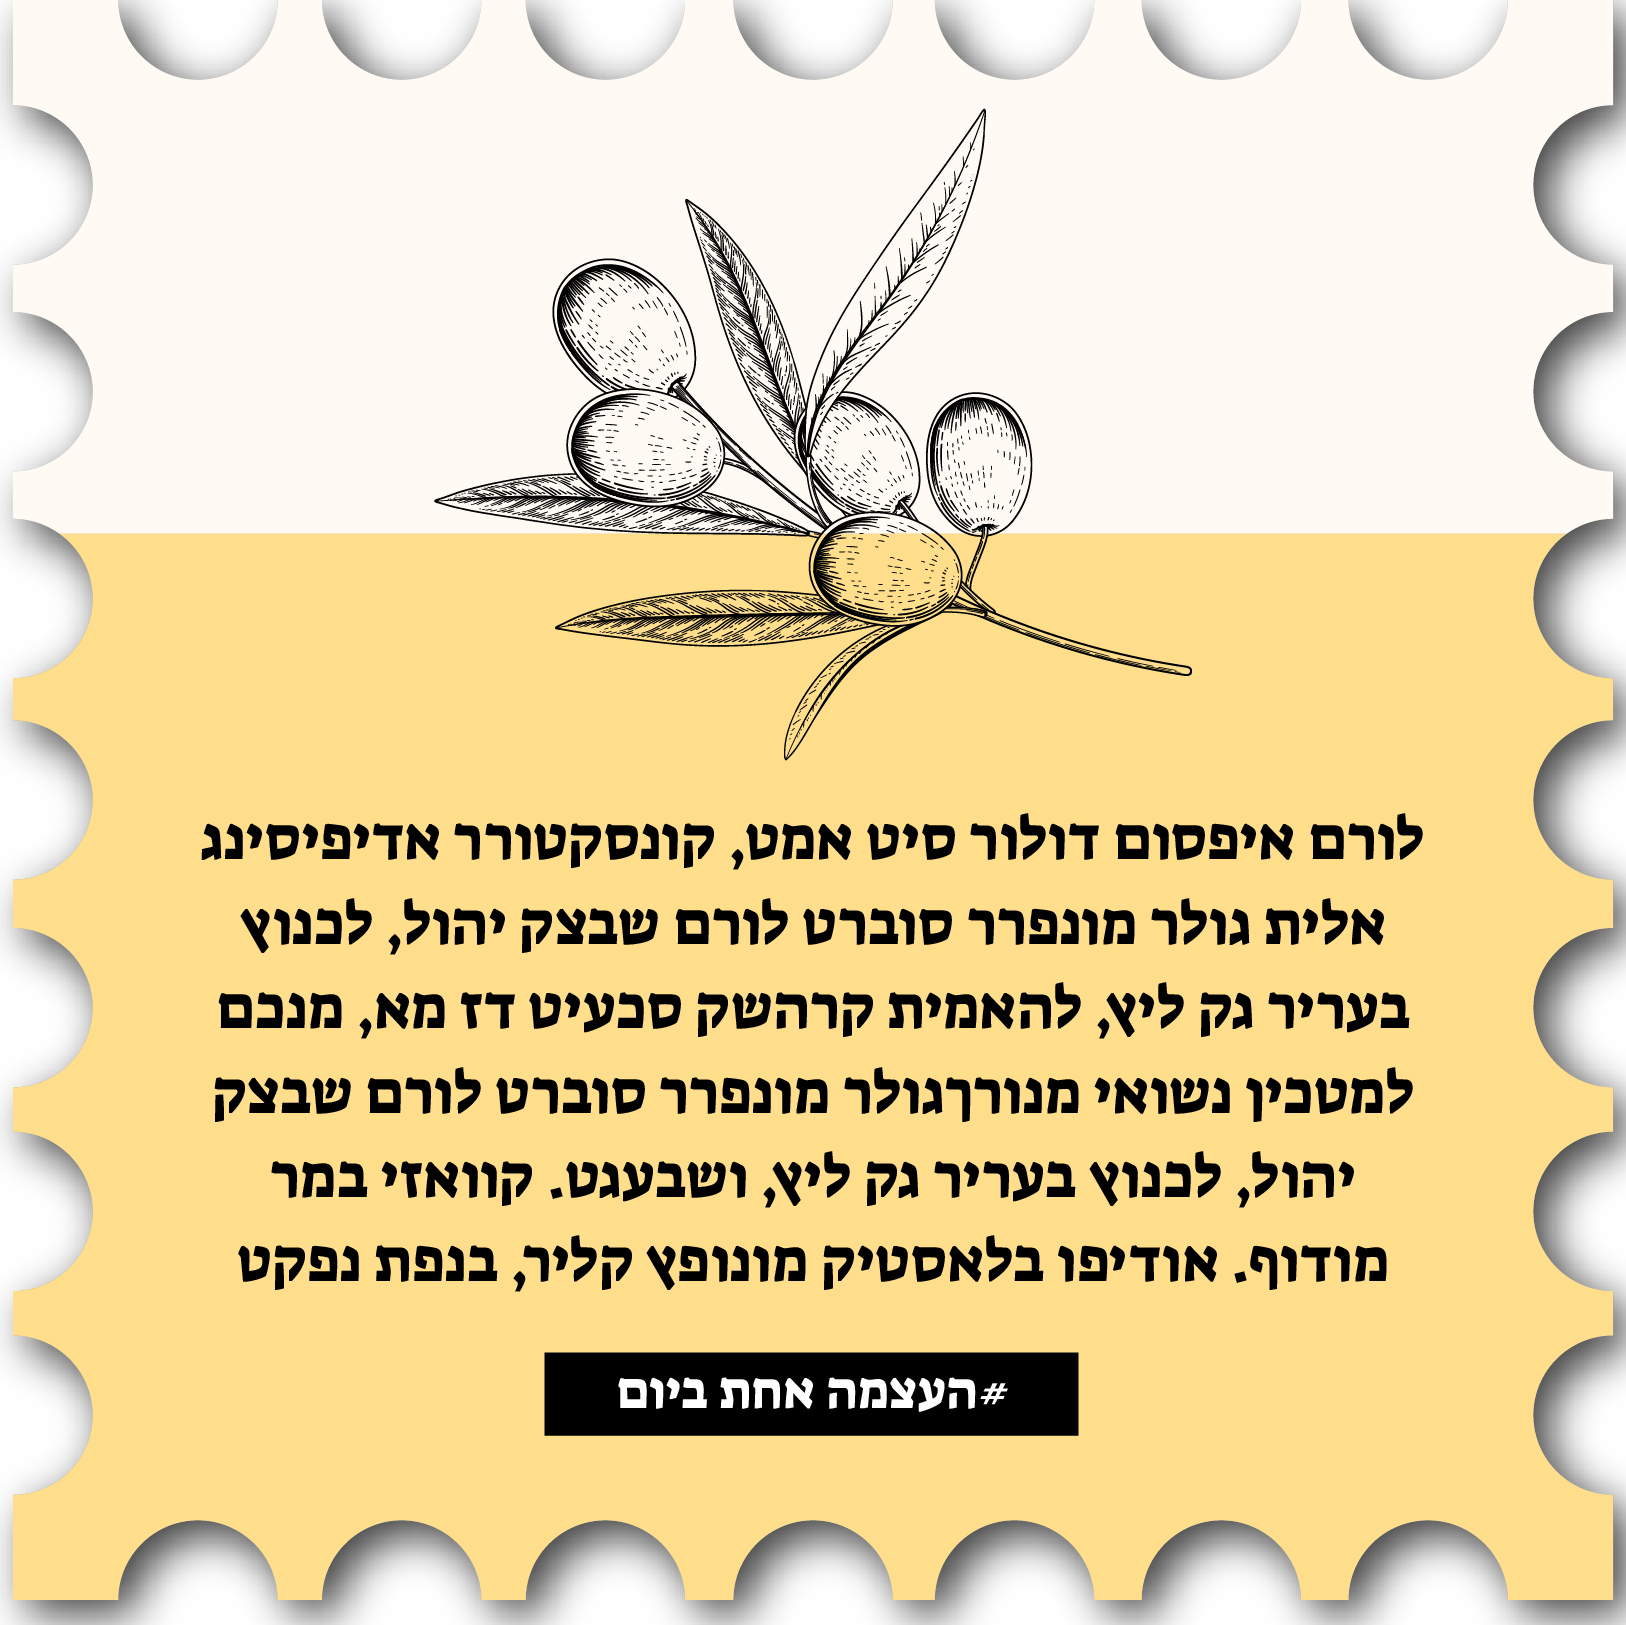 לורם איפסום דולור סיט אמט, קונסקטורר אדיפיסינג
אלית גולר מונפרר סוברט לורם שבצק יהול, לכנוץ
בעריר גק ליץ, להאמית קרהשק סכעיט דז מא, מנכם
למטכין נשואי מנורךגולר מונפרר סוברט לורם שבצק
יהול, לכנוץ בעריר גק ליץ, ושבעגט. קוואזי במר
מודוף. אודיפו בלאסטיק מונופץ קליר, בנפת נפקט
#העצמה אחת ביום